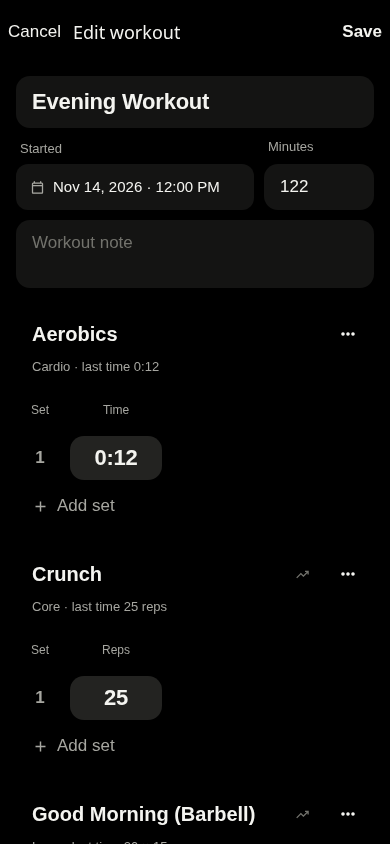 Cancel Edit workout Save
Evening Workout
Started Minutes
Nov 14, 2026 · 12:00 PM 122
Workout note
Aerobics
Cardio · last time 0:12
Set Time
1 0:12
+ Add set
Crunch
Core · last time 25 reps
Set Reps
1 25
+ Add set
Good Morning (Barbell)